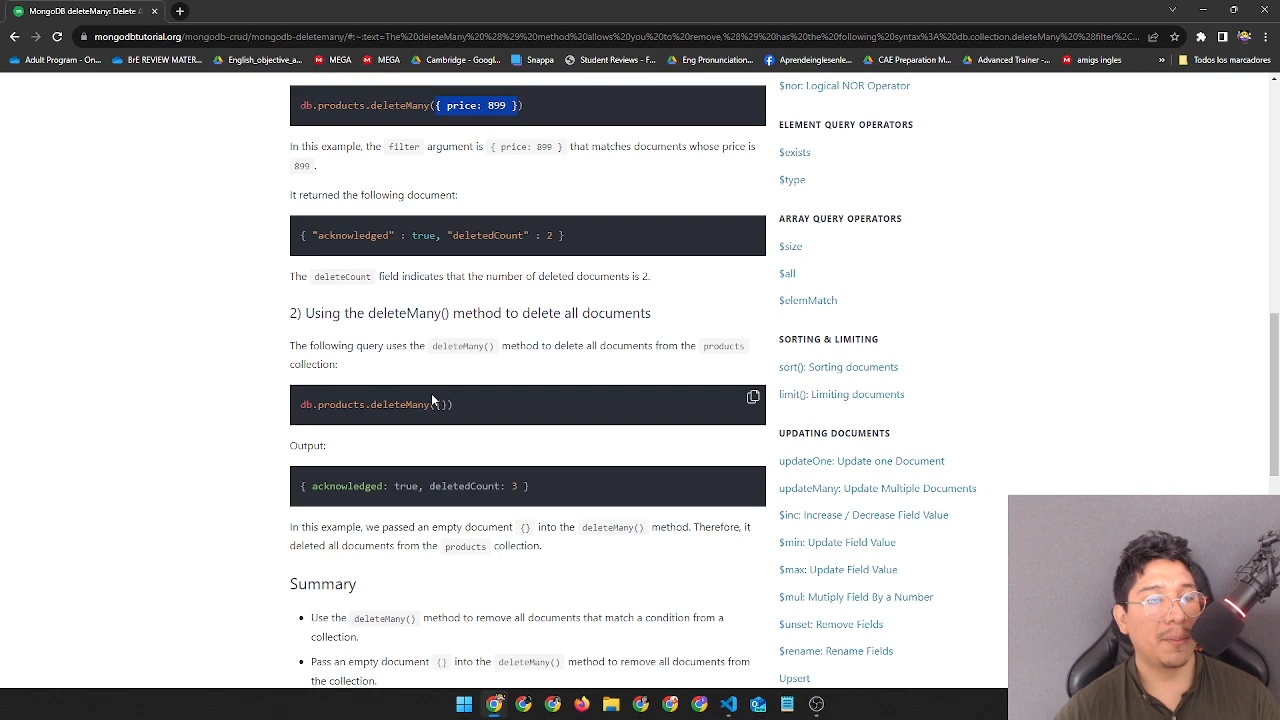 MongoDB deleteMany: Delete A
mongodbtutorial.org/mongodb-crud/mongodb-deletemany/#:~:text=The%20deleteMany%20%28%29%20method%20allows%20you%20to%20remove,%28%29%20has%20the%20following%20syntax%3A%20db.collection.deleteMany%20%28filter%2C...
Adult Program - On... BrE REVIEW MATER... English_objective_a... MEGA MEGA Cambridge - Googl... Snappa Student Reviewing - F... Eng Pronunciation... Aprendeinglesenon... CAE Preparation M... Advanced Trainer -... amigs ingles » Todos los marcadores
db.products.deleteMany({ price: 899 })
In this example, the filter argument is { price: 899 } that matches documents whose price is
899 .
It returned the following document:
{ "acknowledged" : true, "deletedCount" : 2 }
The deleteCount field indicates that the number of deleted documents is 2.
2) Using the deleteMany() method to delete all documents
The following query uses the deleteMany() method to delete all documents from the products
collection:
db.products.deleteMany({})
Output:
{ acknowledged: true, deletedCount: 3 }
In this example, we passed an empty document {} into the deleteMany() method. Therefore, it
deleted all documents from the products collection.
Summary
Use the deleteMany() method to remove all documents that match a condition from a
collection.
Pass an empty document {} into the deleteMany() method to remove all documents from
the collection.
$nor: Logical NOR Operator
ELEMENT QUERY OPERATORS
$exists
$type
ARRAY QUERY OPERATORS
$size
$all
$elemMatch
SORTING & LIMITING
sort(): Sorting documents
limit(): Limiting documents
UPDATING DOCUMENTS
updateOne: Update one Document
updateMany: Update Multiple Documents
$inc: Increase / Decrease Field Value
$min: Update Field Value
$max: Update Field Value
$mul: Mutiply Field By a Number
$unset: Remove Fields
$rename: Rename Fields
Upsert